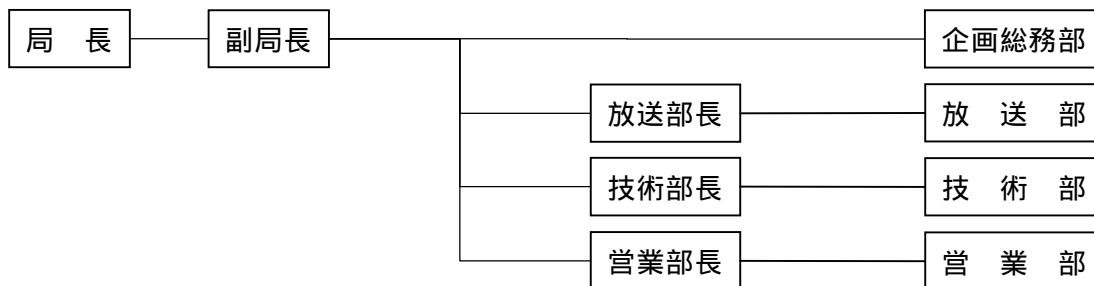 局　長　副局長　企画総務部
放送部長　放　送　部
技術部長　技　術　部
営業部長　営　業　部